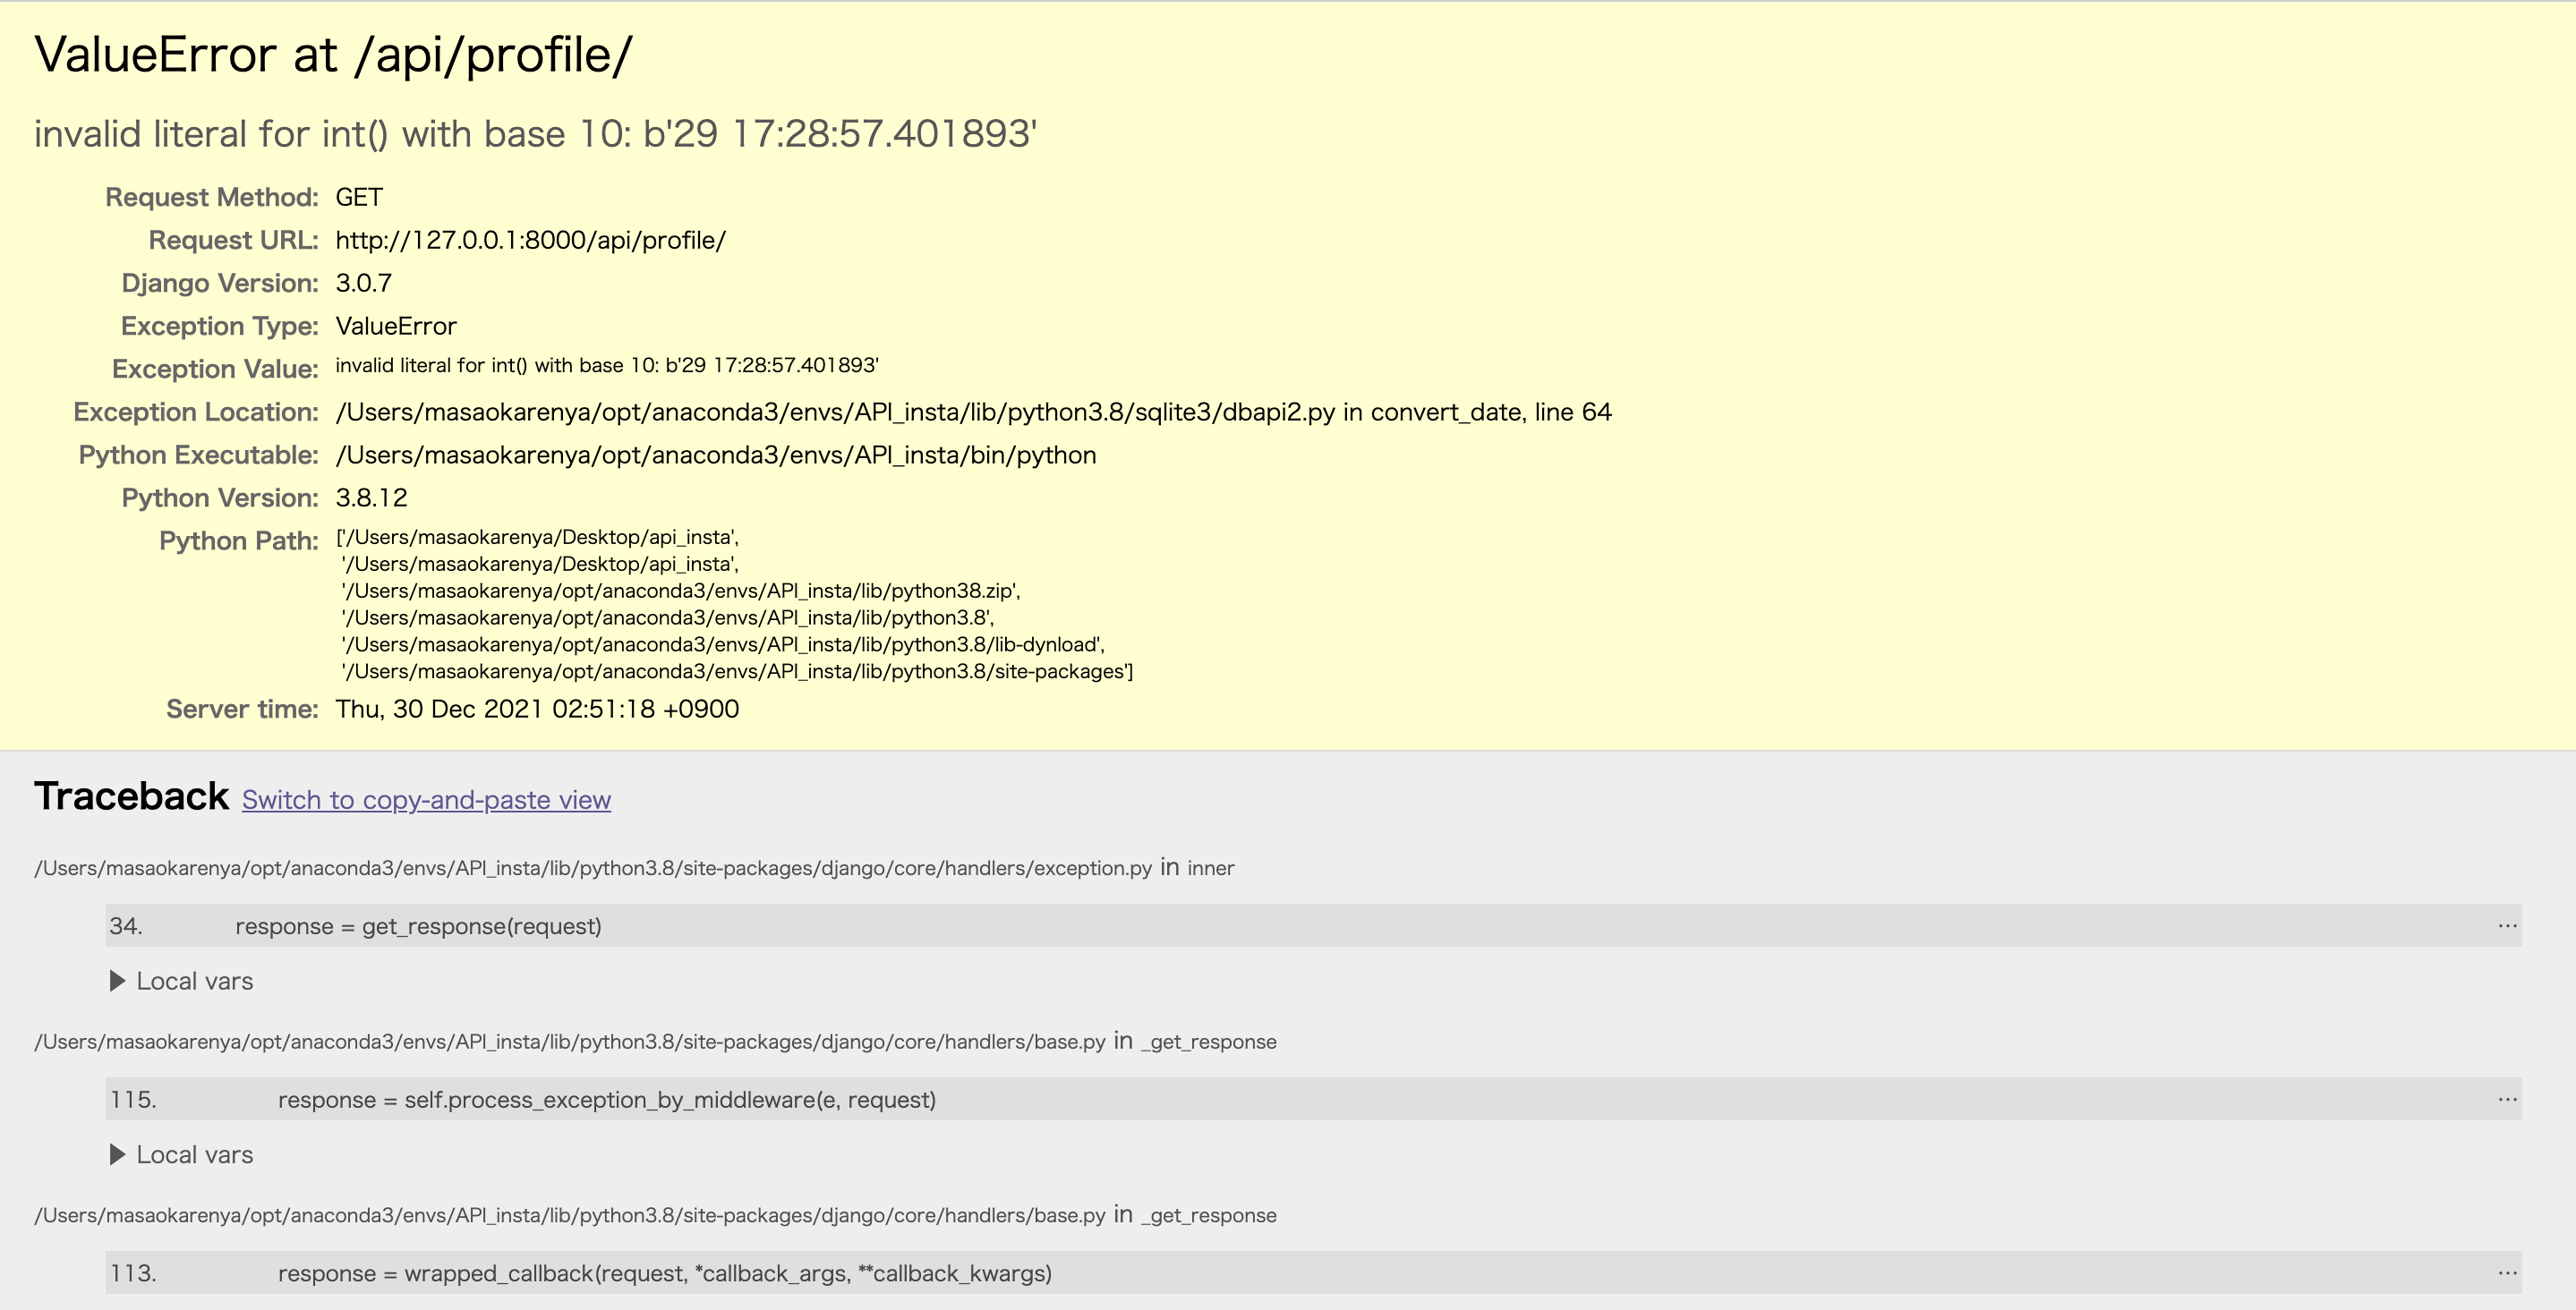 ValueError at /api/profile/
invalid literal for int() with base 10: b'29 17:28:57.401893'
Request Method: GET
Request URL: http://127.0.0.1:8000/api/profile/
Django Version: 3.0.7
Exception Type: ValueError
Exception Value: invalid literal for int() with base 10: b'29 17:28:57.401893'
Exception Location: /Users/masaokarenya/opt/anaconda3/envs/API_insta/lib/python3.8/sqlite3/dbapi2.py in convert_date, line 64
Python Executable: /Users/masaokarenya/opt/anaconda3/envs/API_insta/bin/python
Python Version: 3.8.12
Python Path: ['/Users/masaokarenya/Desktop/api_insta',
'/Users/masaokarenya/Desktop/api_insta',
'/Users/masaokarenya/opt/anaconda3/envs/API_insta/lib/python38.zip',
'/Users/masaokarenya/opt/anaconda3/envs/API_insta/lib/python3.8',
'/Users/masaokarenya/opt/anaconda3/envs/API_insta/lib/python3.8/lib-dynload',
'/Users/masaokarenya/opt/anaconda3/envs/API_insta/lib/python3.8/site-packages']
Server time: Thu, 30 Dec 2021 02:51:18 +0900
Traceback Switch to copy-and-paste view
/Users/masaokarenya/opt/anaconda3/envs/API_insta/lib/python3.8/site-packages/django/core/handlers/exception.py in inner
34. response = get_response(request) …
▶ Local vars
/Users/masaokarenya/opt/anaconda3/envs/API_insta/lib/python3.8/site-packages/django/core/handlers/base.py in _get_response
115. response = self.process_exception_by_middleware(e, request) …
▶ Local vars
/Users/masaokarenya/opt/anaconda3/envs/API_insta/lib/python3.8/site-packages/django/core/handlers/base.py in _get_response
113. response = wrapped_callback(request, *callback_args, **callback_kwargs) …